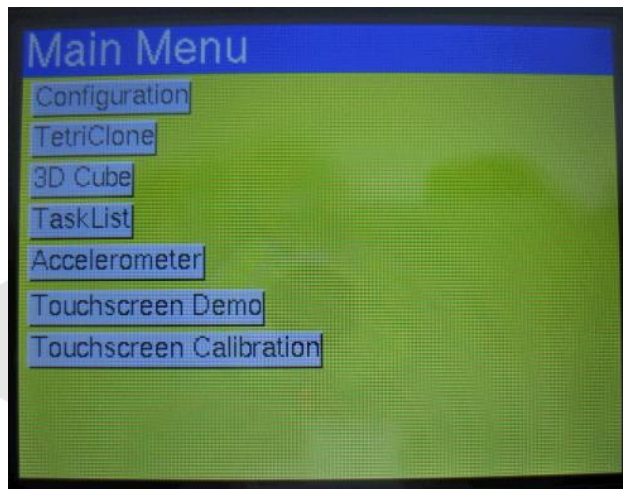 Main Menu
Configuration
TetriClone
3D Cube
TaskList
Accelerometer
Touchscreen Demo
Touchscreen Calibration